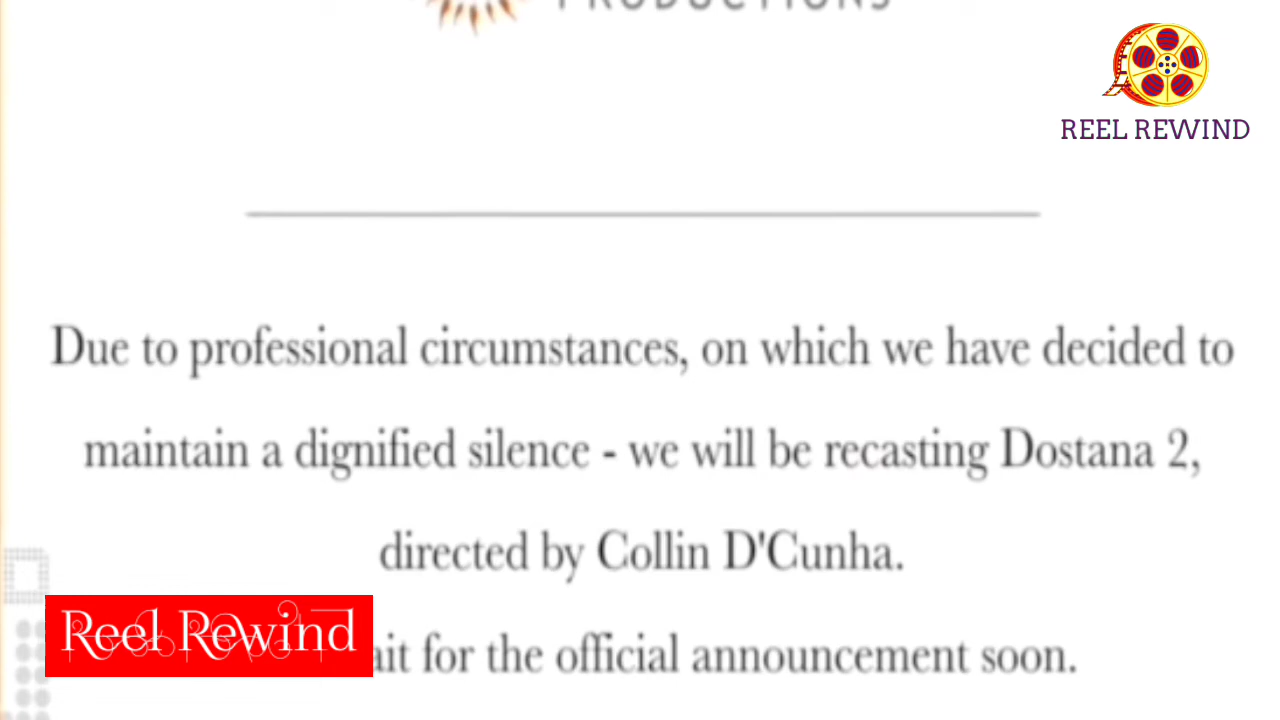 PRODUCTIONS
REEL REWIND
Due to professional circumstances, on which we have decided to
maintain a dignified silence - we will be recasting Dostana 2,
directed by Collin D'Cunha.
Reel Rewind
for the official announcement soon.